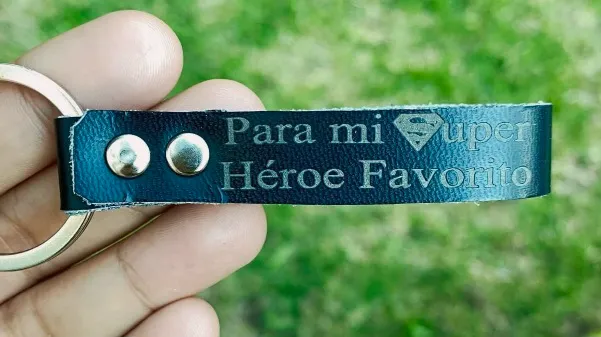 Para mi Super
Héroe Favorito